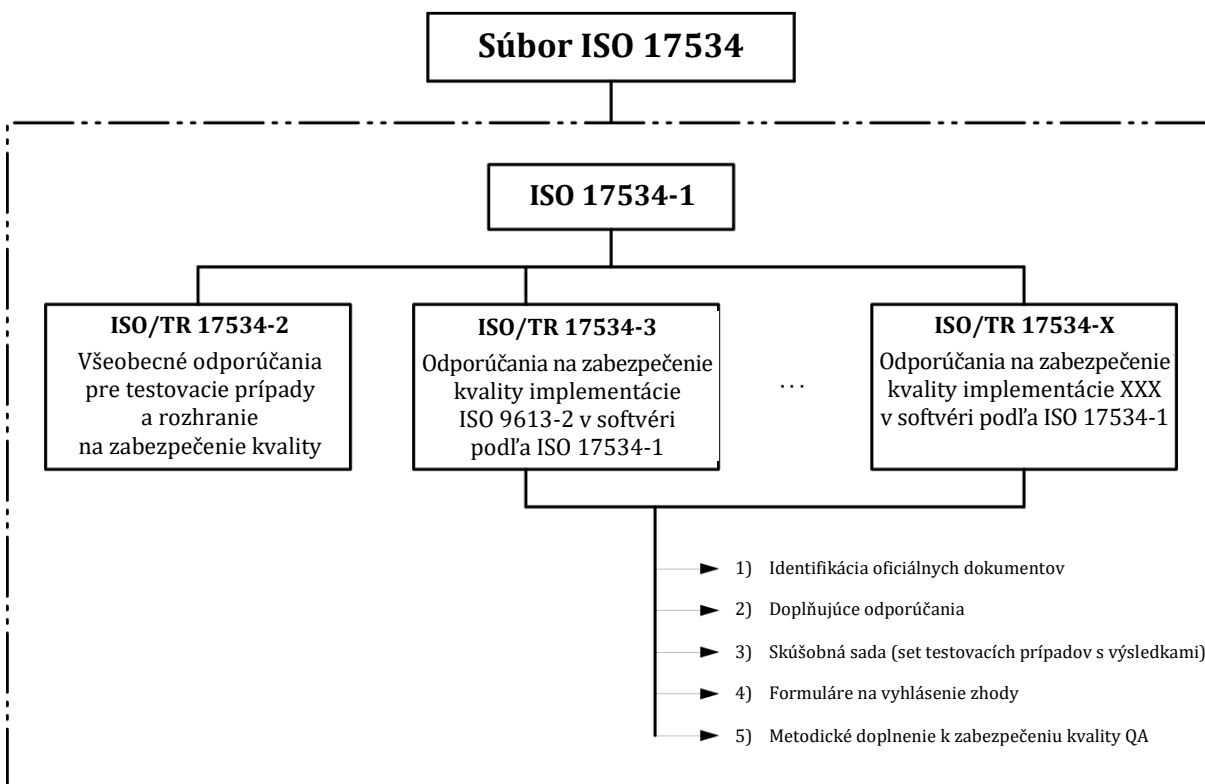 Súbor ISO 17534
ISO 17534-1
ISO/TR 17534-2
Všeobecné odporúčania
pre testovacie prípady
a rozhranie
na zabezpečenie kvality
ISO/TR 17534-3
Odporúčania na zabezpečenie
kvality implementácie
ISO 9613-2 v softvéri
podľa ISO 17534-1
...
ISO/TR 17534-X
Odporúčania na zabezpečenie
kvality implementácie XXX
v softvéri podľa ISO 17534-1
1) Identifikácia oficiálnych dokumentov
2) Doplňujúce odporúčania
3) Skúšobná sada (set testovacích prípadov s výsledkami)
4) Formuláre na vyhlásenie zhody
5) Metodické doplnenie k zabezpečeniu kvality QA